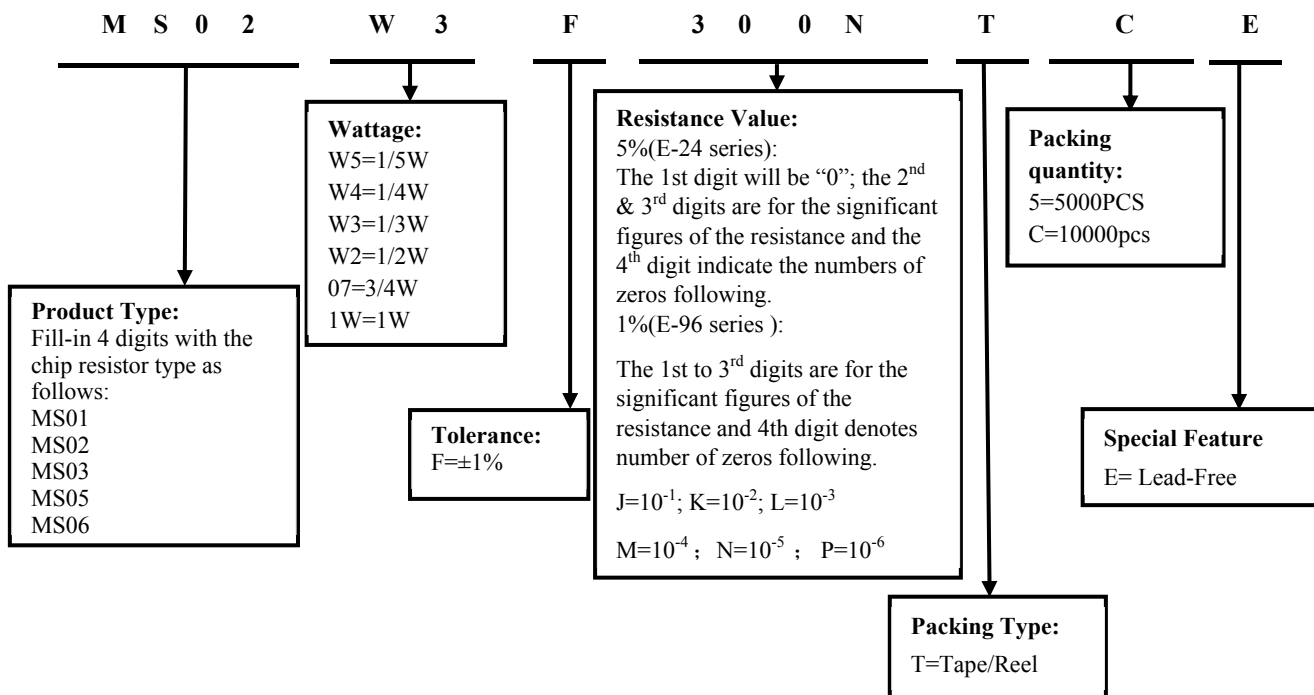 M S 0 2 W 3 F 3 0 0 N T C E
Product Type:
Fill-in 4 digits with the
chip resistor type as
follows:
MS01
MS02
MS03
MS05
MS06
Wattage:
W5=1/5W
W4=1/4W
W3=1/3W
W2=1/2W
07=3/4W
1W=1W
Tolerance:
F=±1%
Resistance Value:
5%(E-24 series):
The 1st digit will be “0”; the 2nd
& 3rd digits are for the significant
figures of the resistance and the
4th digit indicate the numbers of
zeros following.
1%(E-96 series ):
The 1st to 3rd digits are for the
significant figures of the
resistance and 4th digit denotes
number of zeros following.
J=10-1; K=10-2; L=10-3
M=10-4 ; N=10-5 ; P=10-6
Packing Type:
T=Tape/Reel
Packing
quantity:
5=5000PCS
C=10000pcs
Special Feature
E= Lead-Free